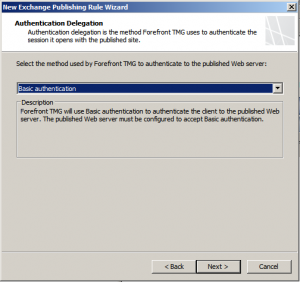 New Exchange Publishing Rule Wizard
Authentication Delegation
Authentication delegation is the method Forefront TMG uses to authenticate the
session it opens with the published site.
Select the method used by Forefront TMG to authenticate to the published Web server:
Basic authentication
Description
Forefront TMG will use Basic authentication to authenticate the client to the published Web
server. The published Web server must be configured to accept Basic authentication.
< Back
Next >
Cancel